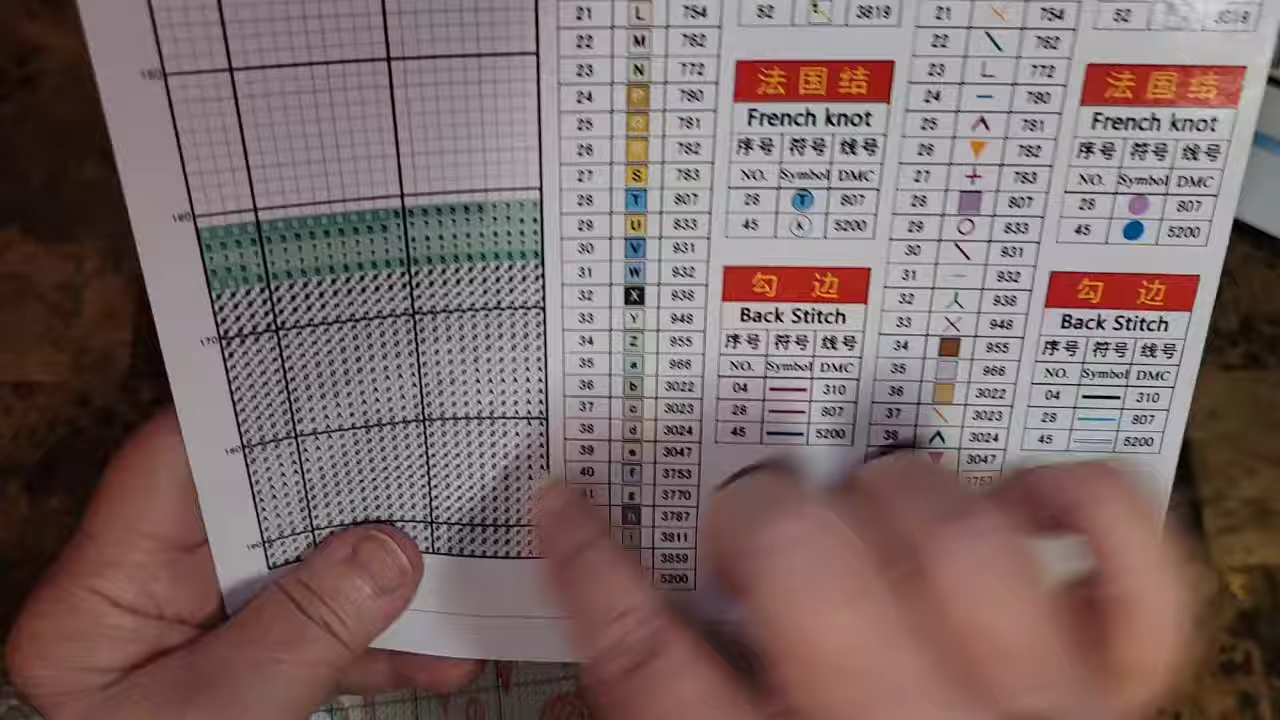 21 L 754
22 M 762
23 N 772
24 P 780
25 781
26 782
27 S 783
28 T 807
29 U 833
30 V 931
31 W 932
32 X 938
33 Y 948
34 Z 955
35 a 966
36 b 3022
37 c 3023
38 d 3024
39 e 3047
40 f 3753
41 g 3770
h 3787
i 3811
3859
5200
52 3819
法国结
French knot
序号 符号 线号
NO. Symbol DMC
28 T 807
45 k 5200
勾 边
Back Stitch
序号 符号 线号
NO. Symbol DMC
04 310
28 807
45 5200
21 754
22 762
23 772
24 780
25 781
26 782
27 783
28 807
29 833
30 931
31 932
32 938
33 948
34 955
35 966
36 3022
37 3023
38 3024
3047
52
法国结
French knot
序号 符号 线号
NO. Symbol DMC
28 807
45 5200
勾 边
Back Stitch
序号 符号 线号
NO. Symbol DMC
04 310
28 807
45 5200
170